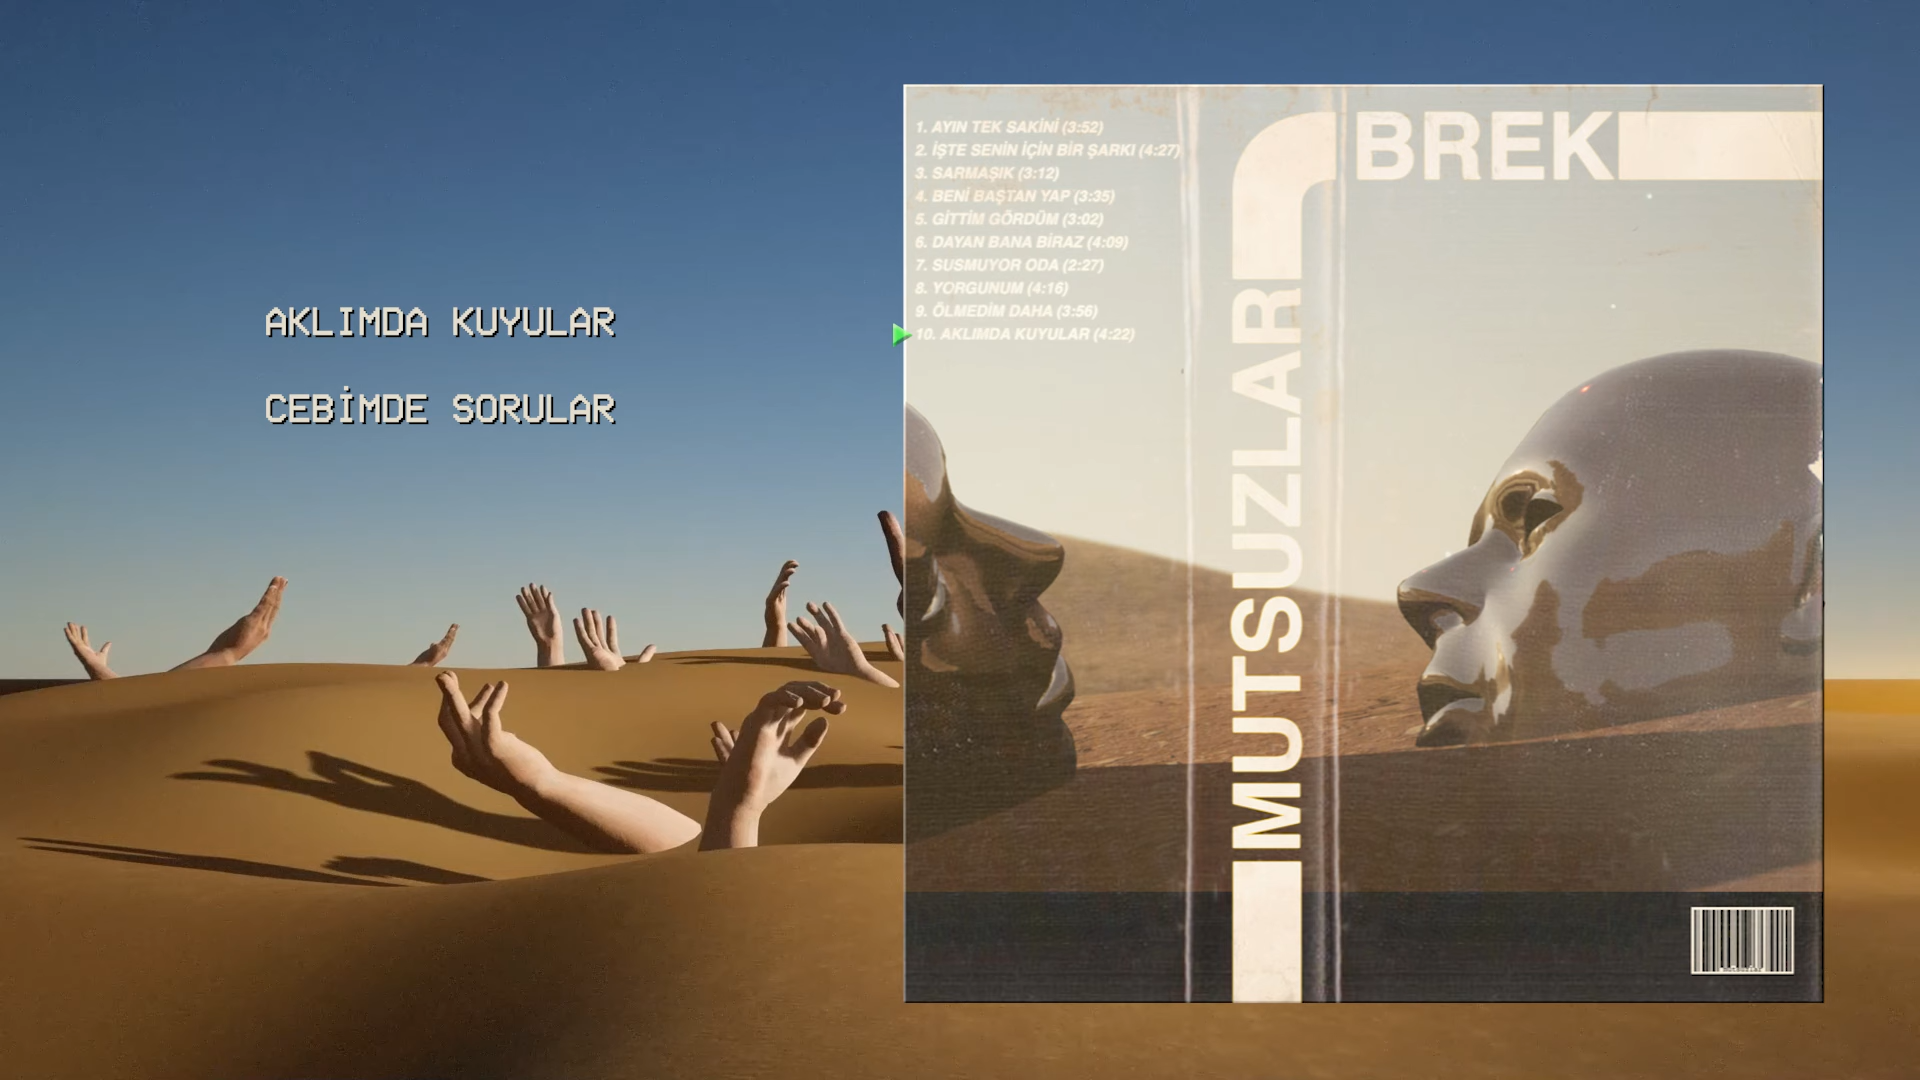 AKLIMDA KUYULAR
CEBİMDE SORULAR
1. AYIN TEK SAKİNİ (3:52)
2. İŞTE SENİN İÇİN BİR ŞARKI (4:27)
3. SARMAŞIK (3:12)
4. BENİ BAŞTAN YAP (3:35)
5. GİTTİM GÖRDÜM (3:02)
6. DAYAN BANA BİRAZ (4:09)
7. SUSMUYOR ODA (2:27)
8. YORGUNUM (4:16)
9. ÖLMEDİM DAHA (3:56)
10. AKLIMDA KUYULAR (4:22)
MUTSUZLAR
BREK